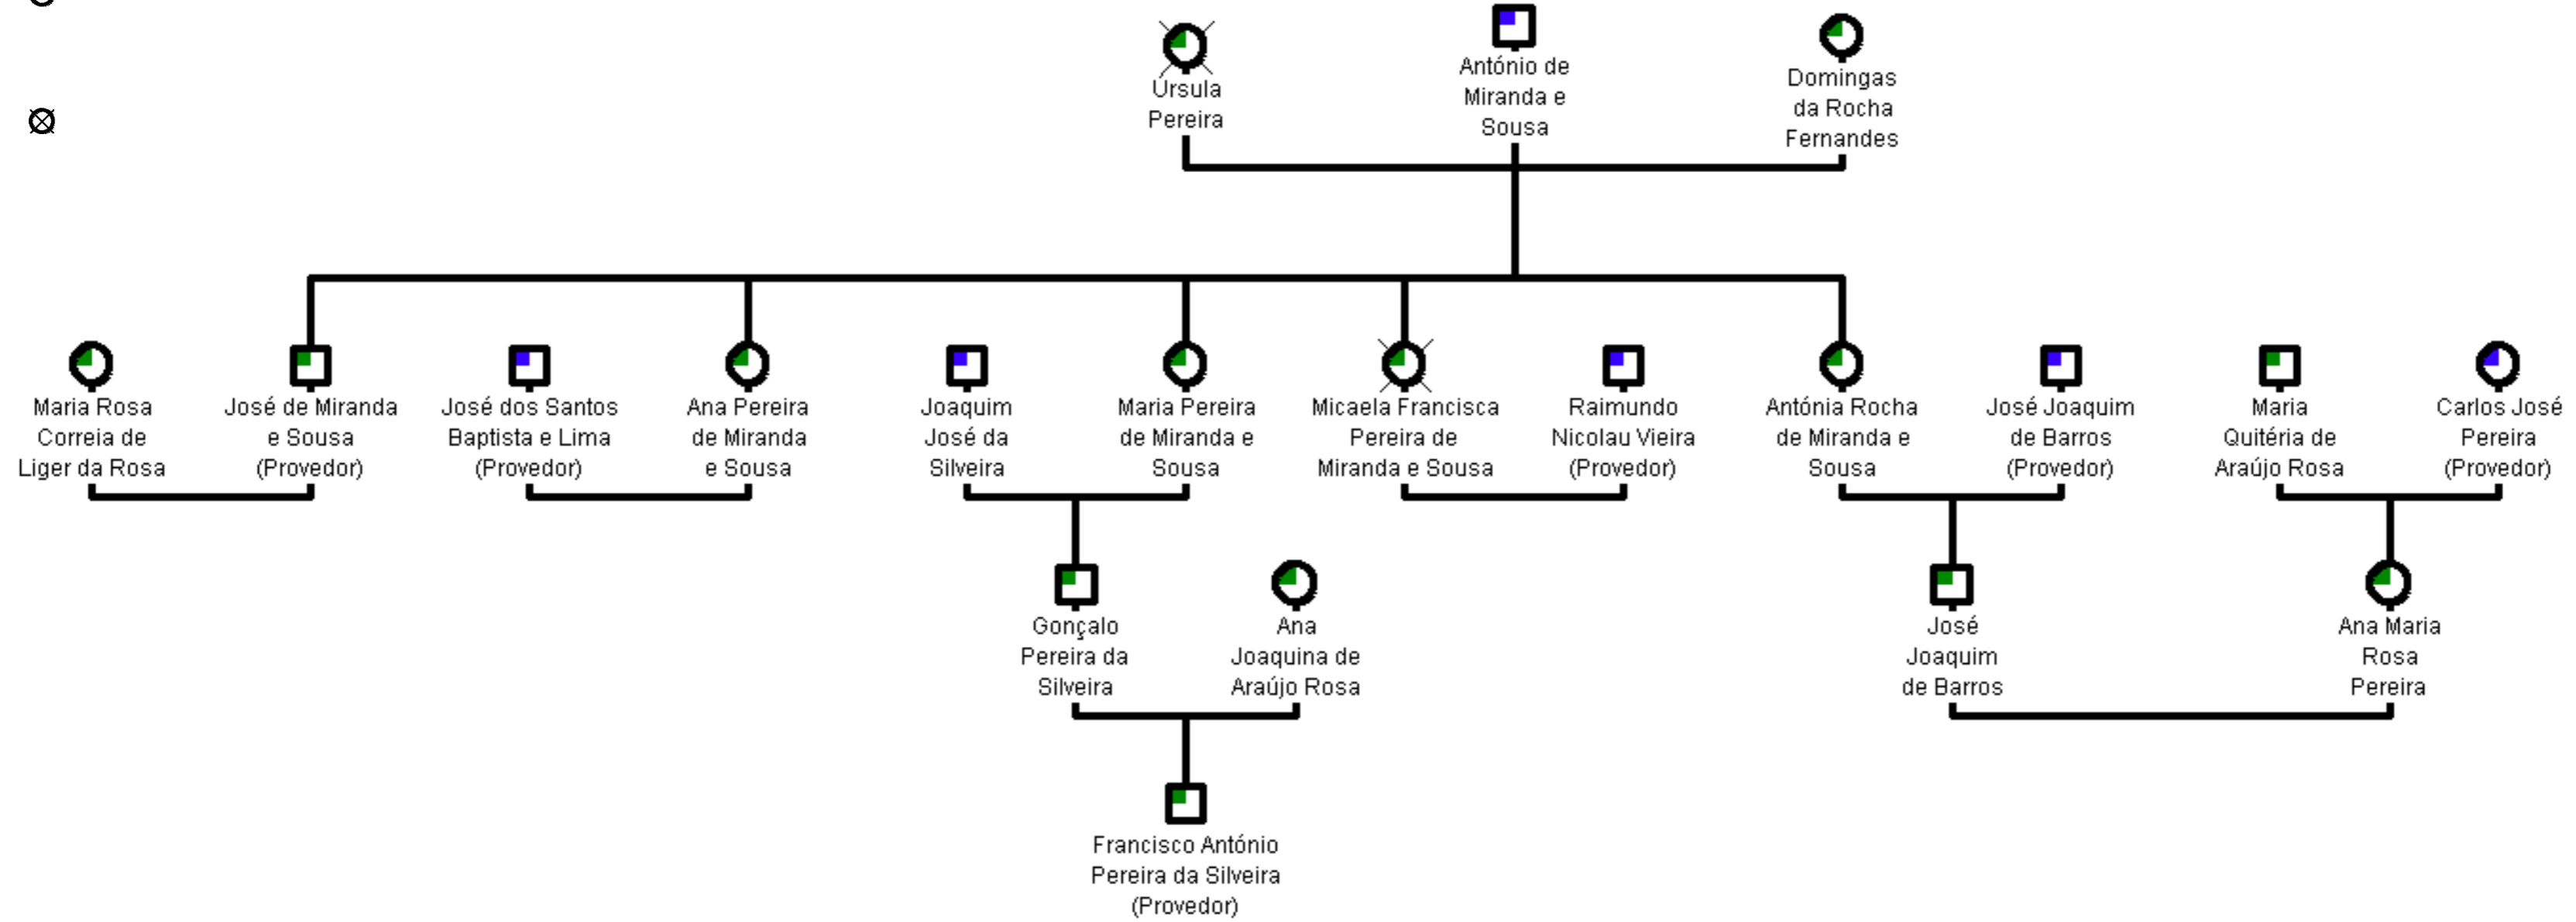 Úrsula
Pereira
António de
Miranda e
Sousa
Domingas
da Rocha
Fernandes
Maria Rosa
Correia de
Liger da Rosa
José de Miranda
e Sousa
(Provedor)
José dos Santos
Baptista e Lima
(Provedor)
Ana Pereira
de Miranda
e Sousa
Joaquim
José da
Silveira
Maria Pereira
de Miranda e
Sousa
Micaela Francisca
Pereira de
Miranda e Sousa
Raimundo
Nicolau Vieira
(Provedor)
Antónia Rocha
de Miranda e
Sousa
José Joaquim
de Barros
(Provedor)
Maria
Quitéria de
Araújo Rosa
Carlos José
Pereira
(Provedor)
Gonçalo
Pereira da
Silveira
Ana
Joaquina de
Araújo Rosa
José
Joaquim
de Barros
Ana Maria
Rosa
Pereira
Francisco António
Pereira da Silveira
(Provedor)